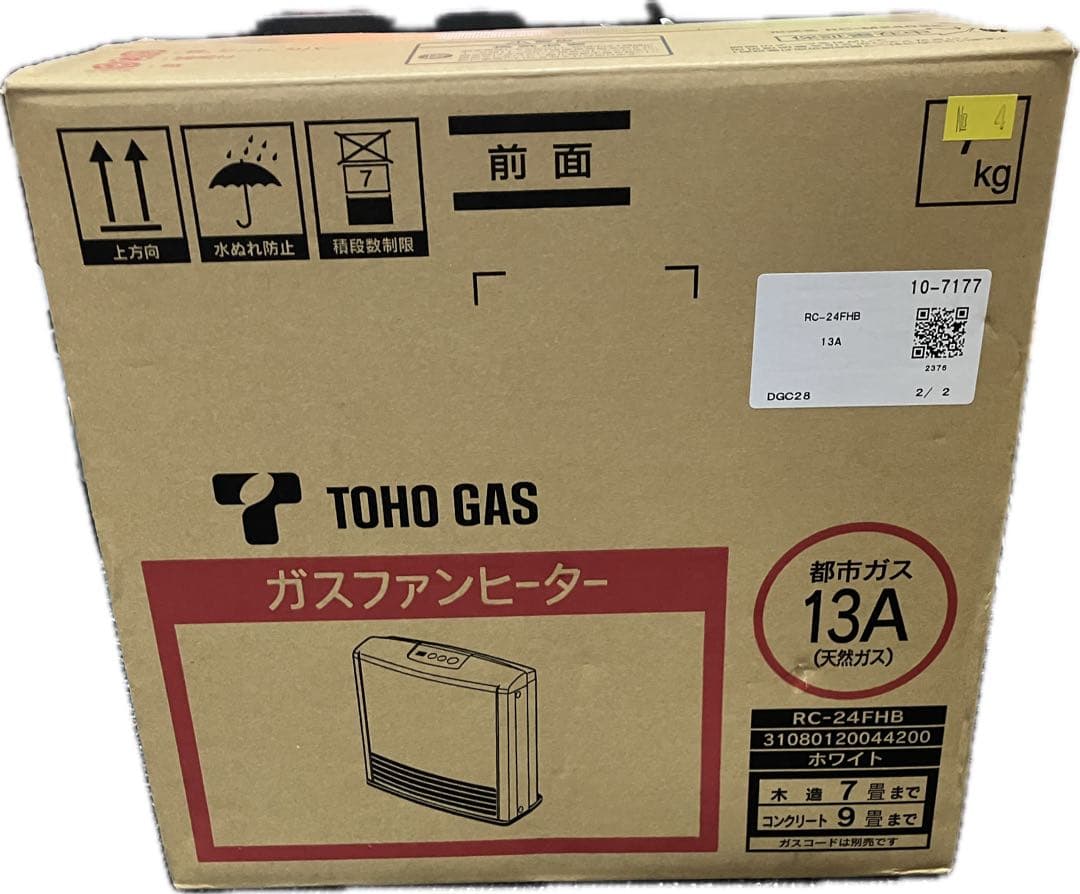 上方向
水ぬれ防止
7
積段数制限
前面
4
kg
10-7177
RC-24FHB
13A
2376
DGC28
2/ 2
TOHO GAS
ガスファンヒーター
都市ガス
13A
(天然ガス)
RC-24FHB
31080120044200
ホワイト
木造 7 畳まで
コンクリート 9 畳まで
ガスコードは別売です